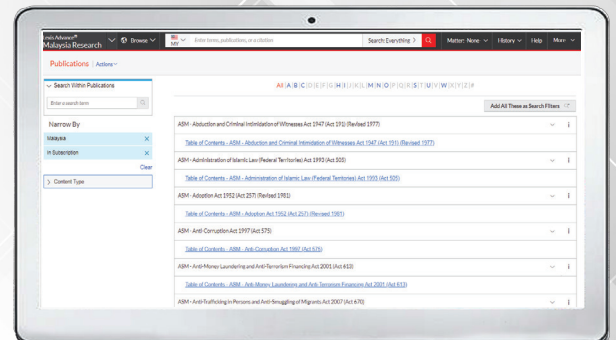 Lexis Advance®
Malaysia Research
Browse
MY
Enter terms, publications, or a citation
Search Everything
Matter: None
History
Help
More
Publications | Actions
Search Within Publications
Enter a search term
Narrow By
Malaysia
In Subscription
Clear
Content Type
All A B C D E F G H I J K L M N O P Q R S T U V W X Y Z #
Add All These as Search Filters
ASM - Abduction and Criminal Intimidation of Witnesses Act 1947 (Act 191) (Revised 1977)
Table of Contents - ASM - Abduction and Criminal Intimidation of Witnesses Act 1947 (Act 191) (Revised 1977)
ASM - Administration of Islamic Law (Federal Territories) Act 1993 (Act 505)
Table of Contents - ASM - Administration of Islamic Law (Federal Territories) Act 1993 (Act 505)
ASM - Adoption Act 1952 (Act 257) (Revised 1981)
Table of Contents - ASM - Adoption Act 1952 (Act 257) (Revised 1981)
ASM - Anti-Corruption Act 1997 (Act 575)
Table of Contents - ASM - Anti-Corruption Act 1997 (Act 575)
ASM - Anti-Money Laundering and Anti-Terrorism Financing Act 2001 (Act 613)
Table of Contents - ASM - Anti-Money Laundering and Anti-Terrorism Financing Act 2001 (Act 613)
ASM - Anti-Trafficking in Persons and Anti-Smuggling of Migrants Act 2007 (Act 670)